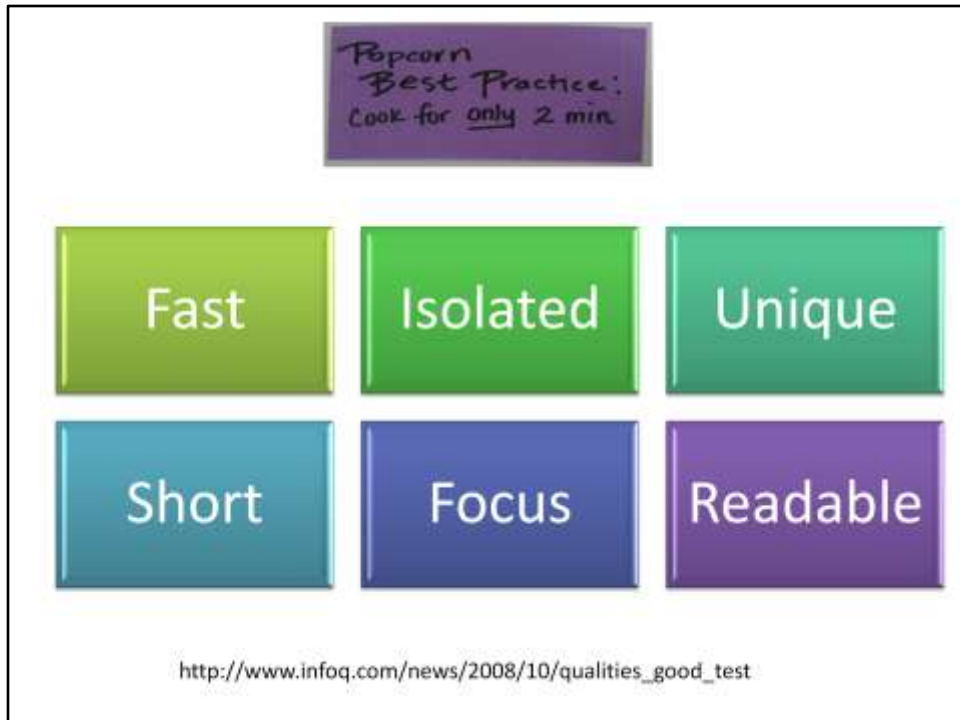 Popcorn
Best Practice:
Cook for only 2 min
Fast
Isolated
Unique
Short
Focus
Readable
http://www.infoq.com/news/2008/10/qualities_good_test